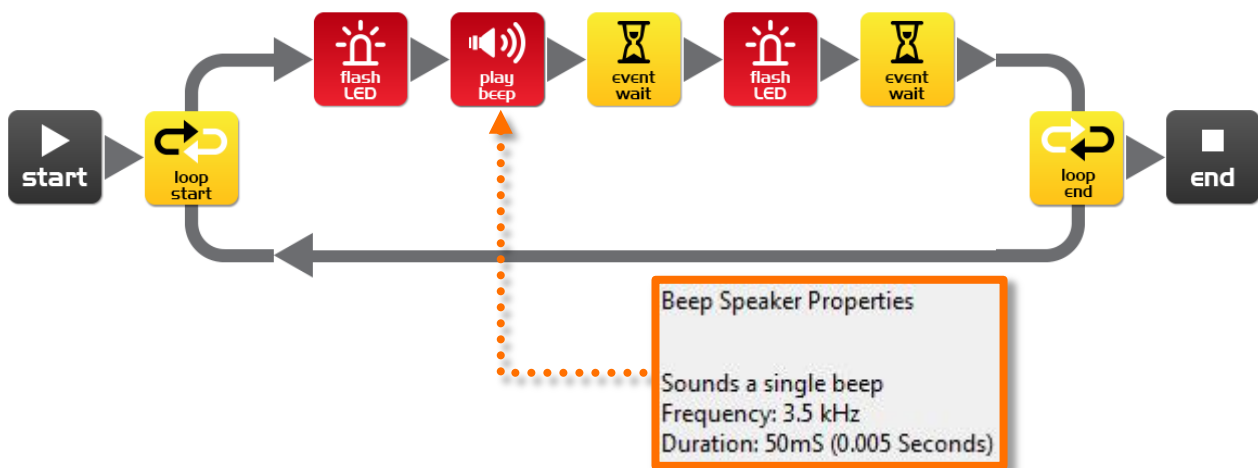 flash
LED
play
beep
event
wait
flash
LED
event
wait
start
loop
start
loop
end
end
Beep Speaker Properties
Sounds a single beep
Frequency: 3.5 kHz
Duration: 50mS (0.005 Seconds)